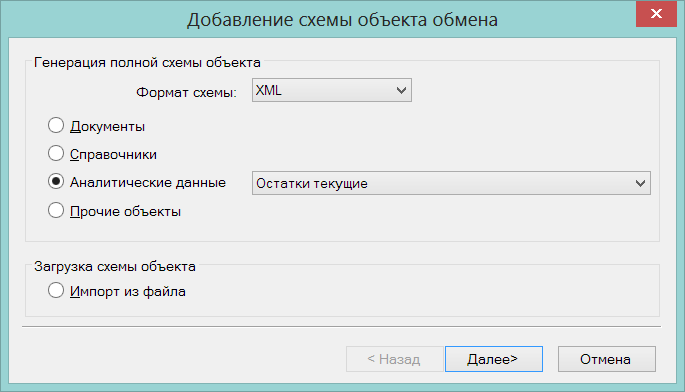 Добавление схемы объекта обмена
Генерация полной схемы объекта
Формат схемы: XML
Документы
Справочники
Аналитические данные Остатки текущие
Прочие объекты
Загрузка схемы объекта
Импорт из файла
< Назад Далее> Отмена